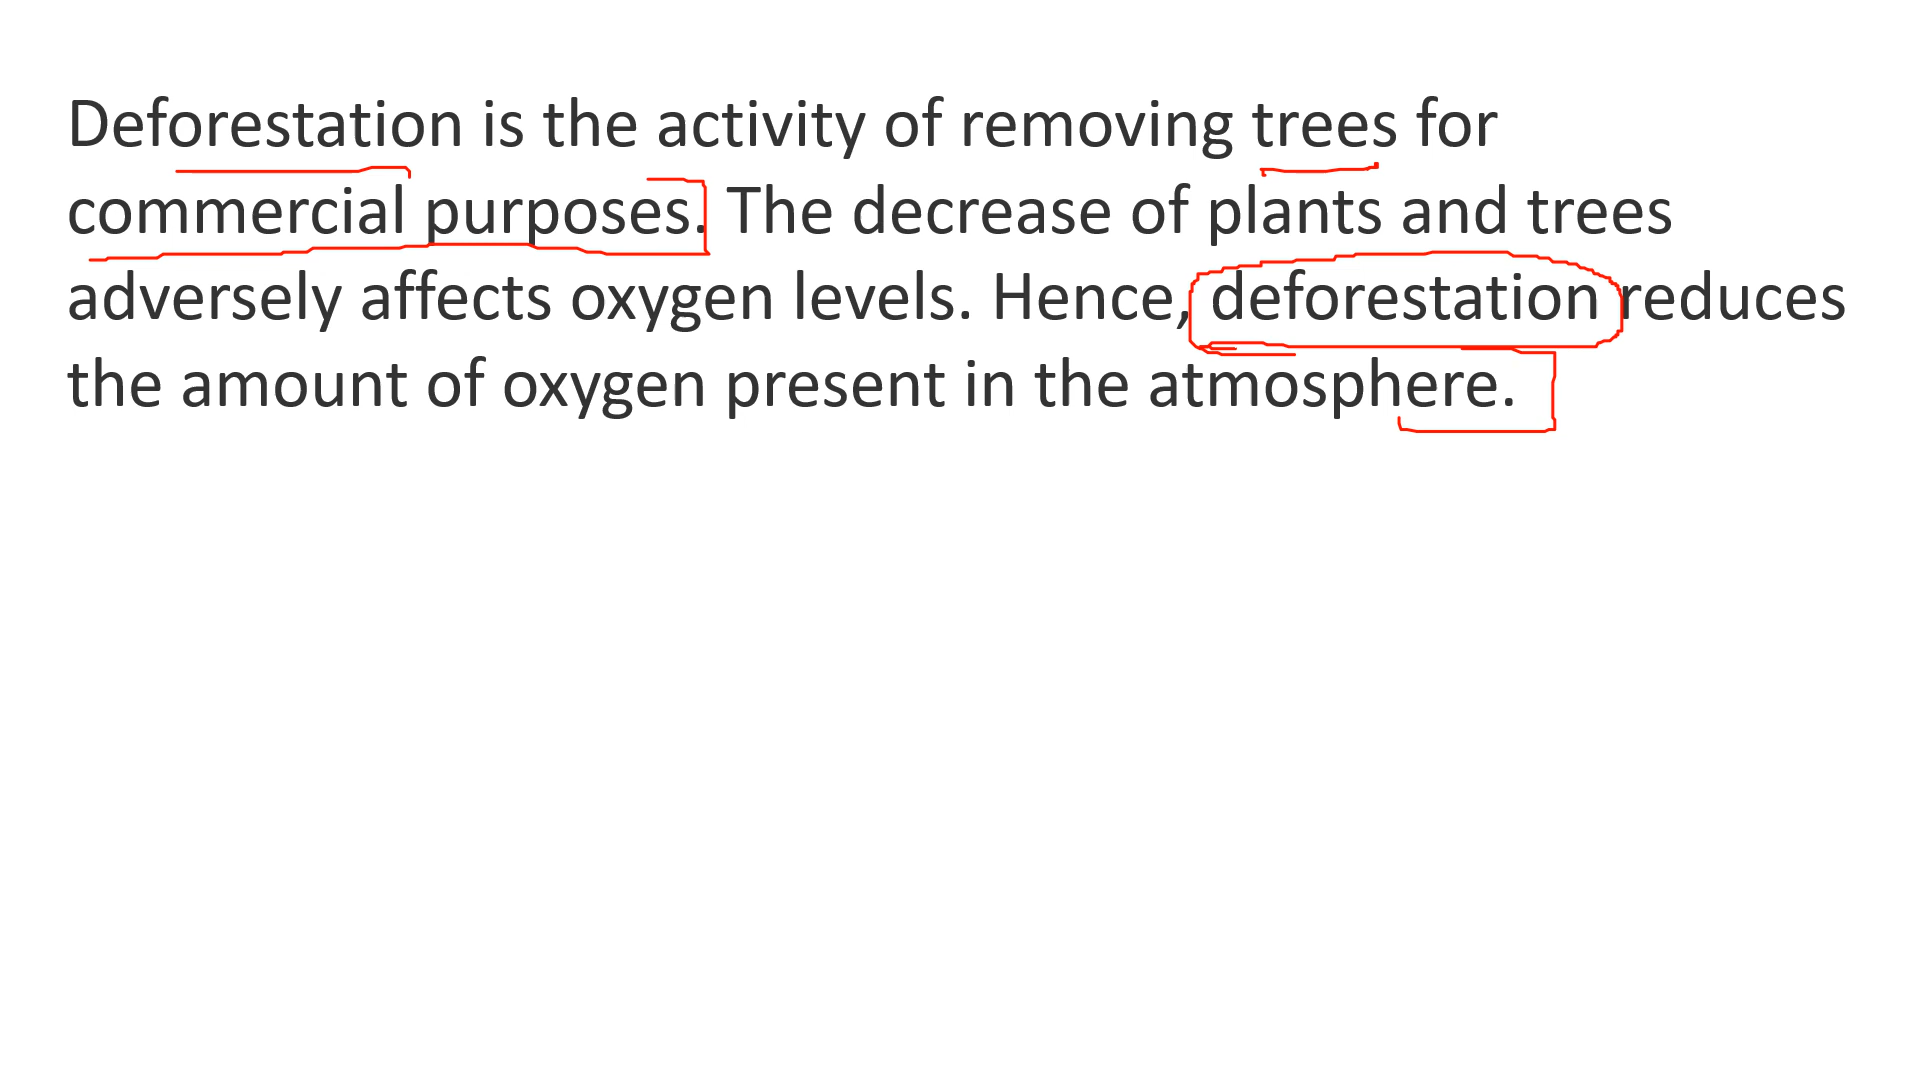 Deforestation is the activity of removing trees for
commercial purposes. The decrease of plants and trees
adversely affects oxygen levels. Hence, deforestation reduces
the amount of oxygen present in the atmosphere.